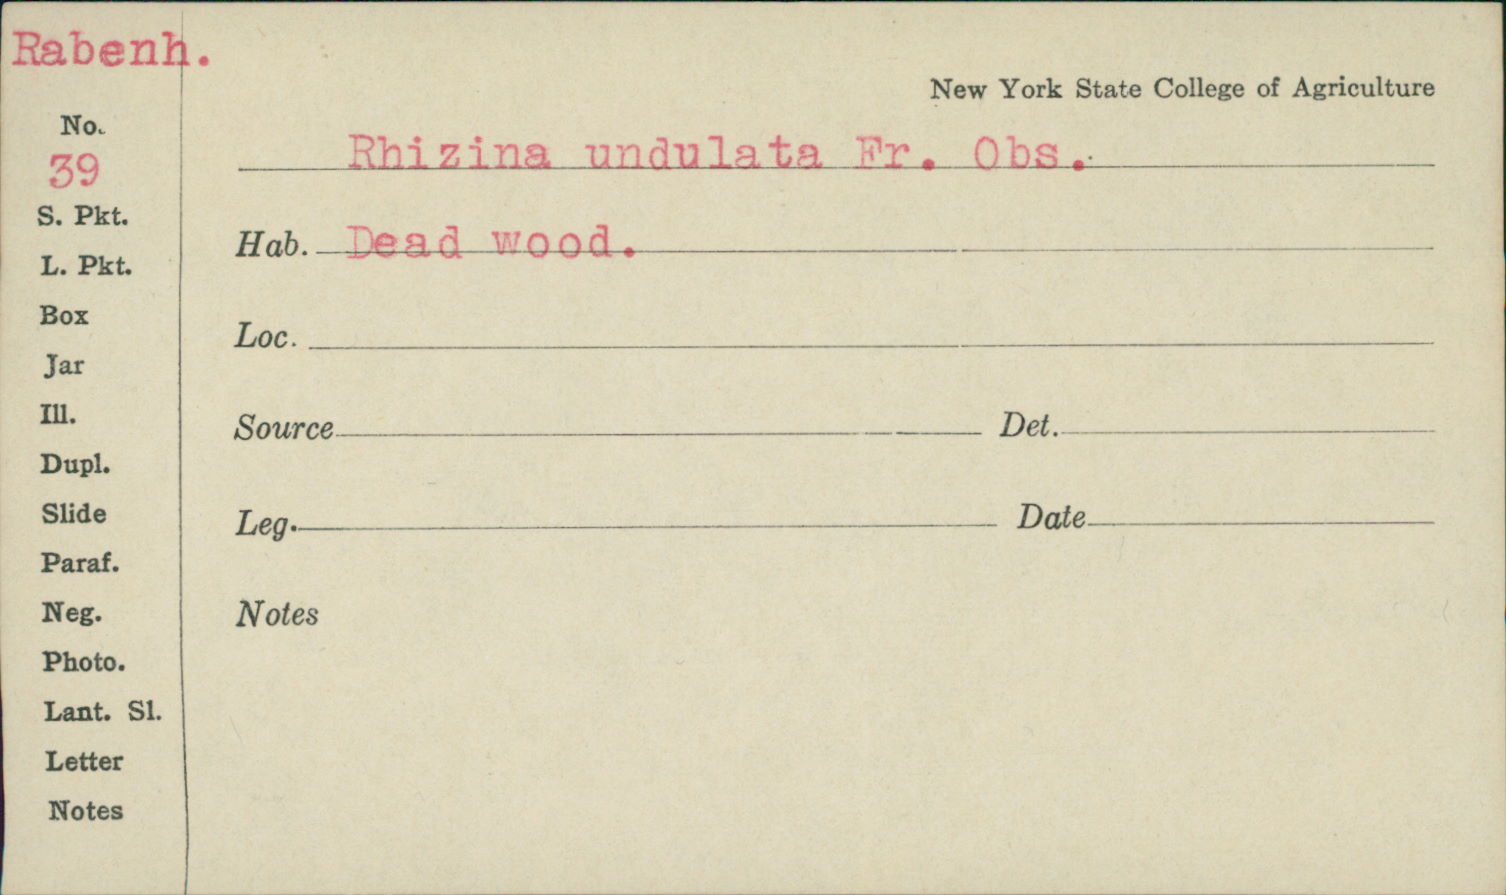 Rabenh.
New York State College of Agriculture
No.
39
Rhizina undulata Fr. Obs.
S. Pkt.
Hab. Dead wood.
L. Pkt.
Box
Loc.
Jar
Ill.
Source Det.
Dupl.
Slide
Leg. Date
Paraf.
Neg.
Notes
Photo.
Lant. Sl.
Letter
Notes